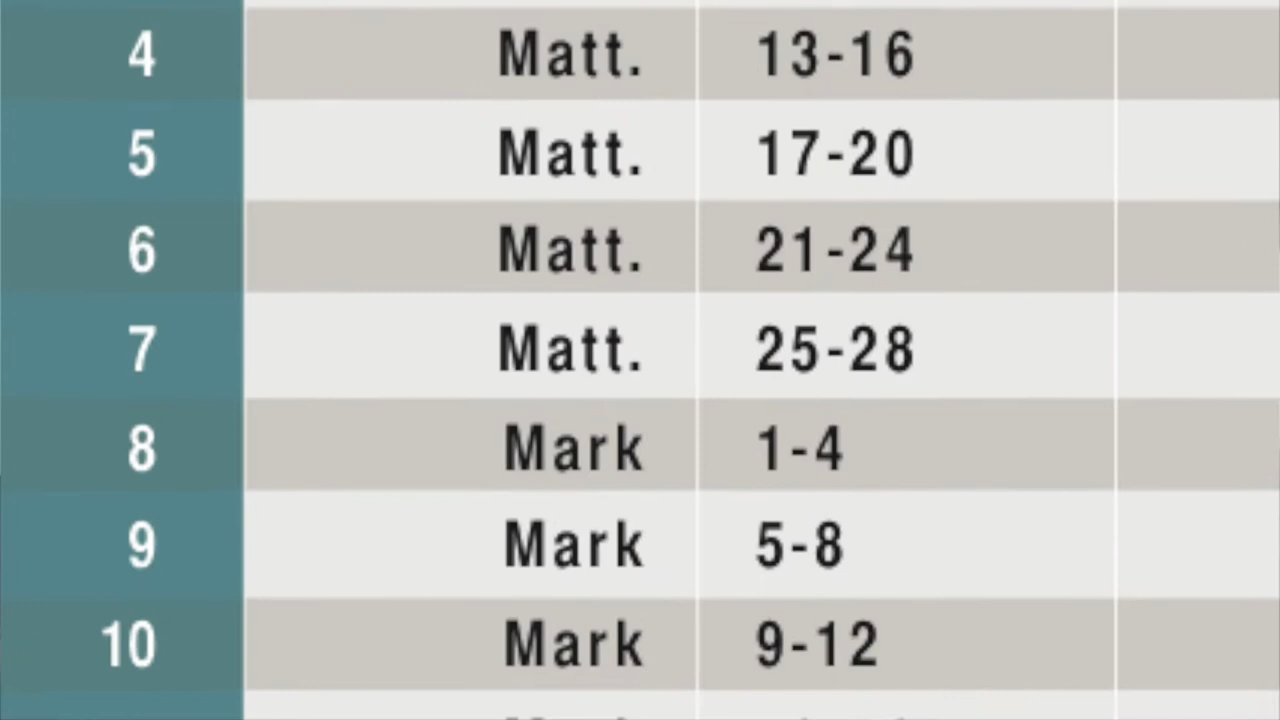 4 Matt. 13-16
5 Matt. 17-20
6 Matt. 21-24
7 Matt. 25-28
8 Mark 1-4
9 Mark 5-8
10 Mark 9-12